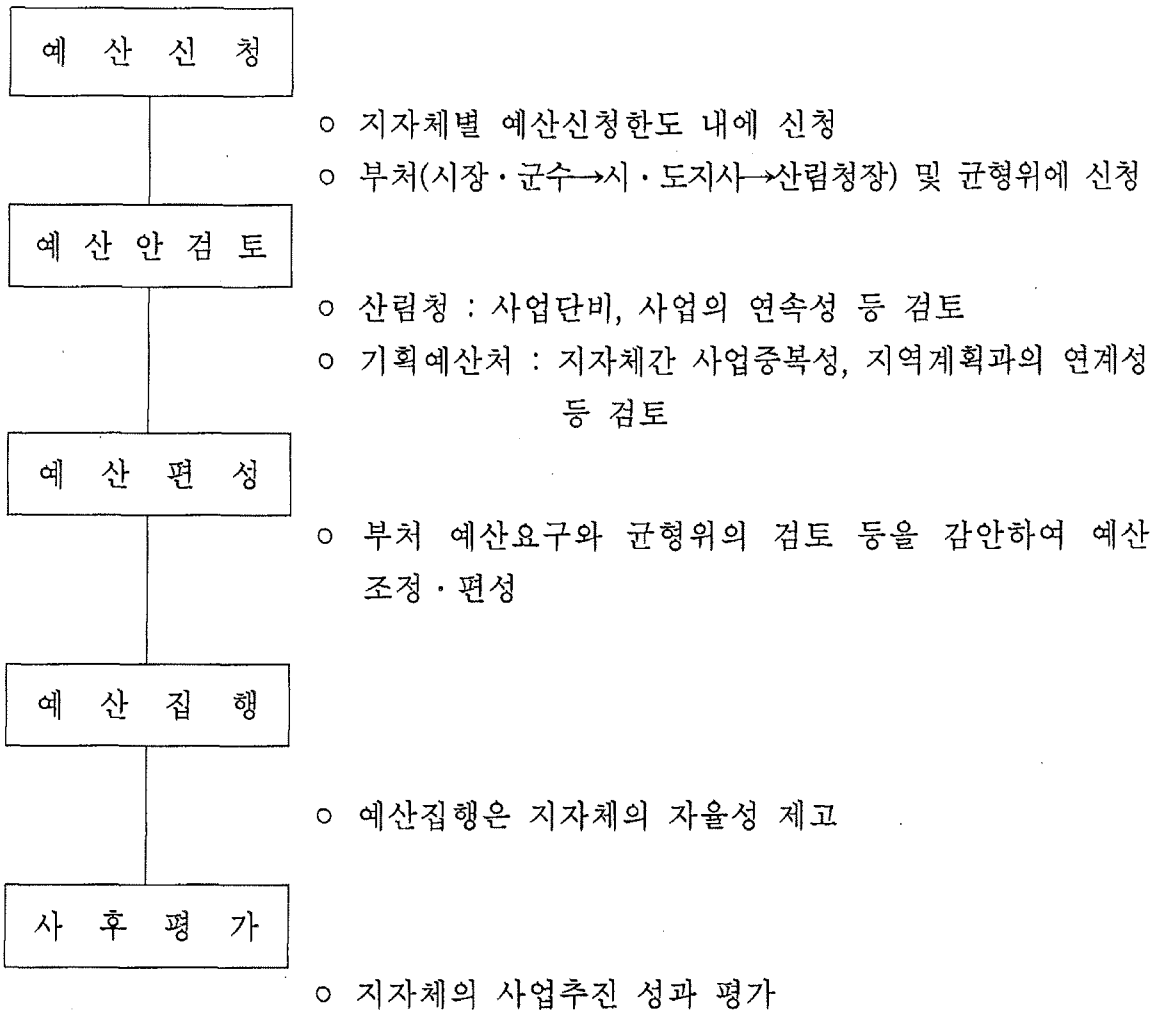 예 산 신 청
○ 지자체별 예산신청한도 내에 신청
○ 부처(시장·군수→시·도지사→산림청장) 및 균형위에 신청
예 산 안 검 토
○ 산림청 : 사업단비, 사업의 연속성 등 검토
○ 기획예산처 : 지자체간 사업중복성, 지역계획과의 연계성
등 검토
예 산 편 성
○ 부처 예산요구와 균형위의 검토 등을 감안하여 예산
조정·편성
예 산 집 행
○ 예산집행은 지자체의 자율성 제고
사 후 평 가
○ 지자체의 사업추진 성과 평가